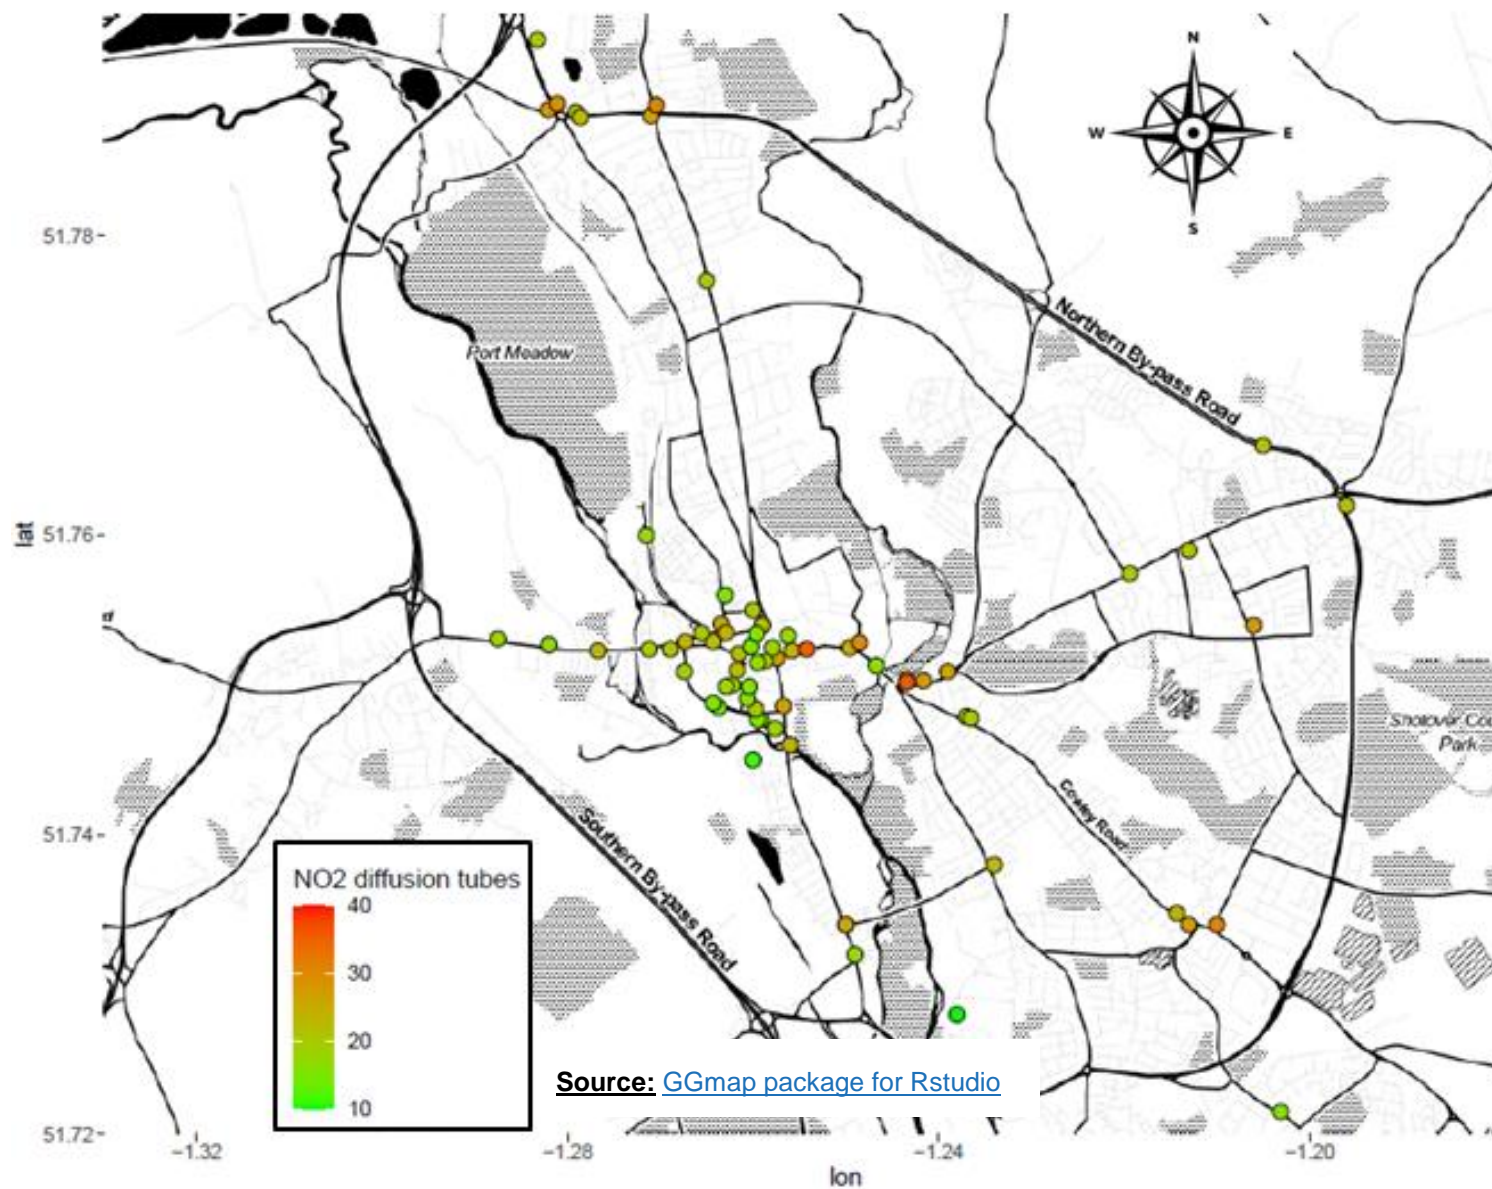 N
W
E
S
51.78
Port Meadow
Northern By-pass Road
lat
51.76
Shotover Cou
Park
51.74
Cowley Road
Southern By-pass Road
NO2 diffusion tubes
40
30
20
10
Source: GGmap package for Rstudio
51.72
−1.32
−1.28
−1.24
−1.20
lon